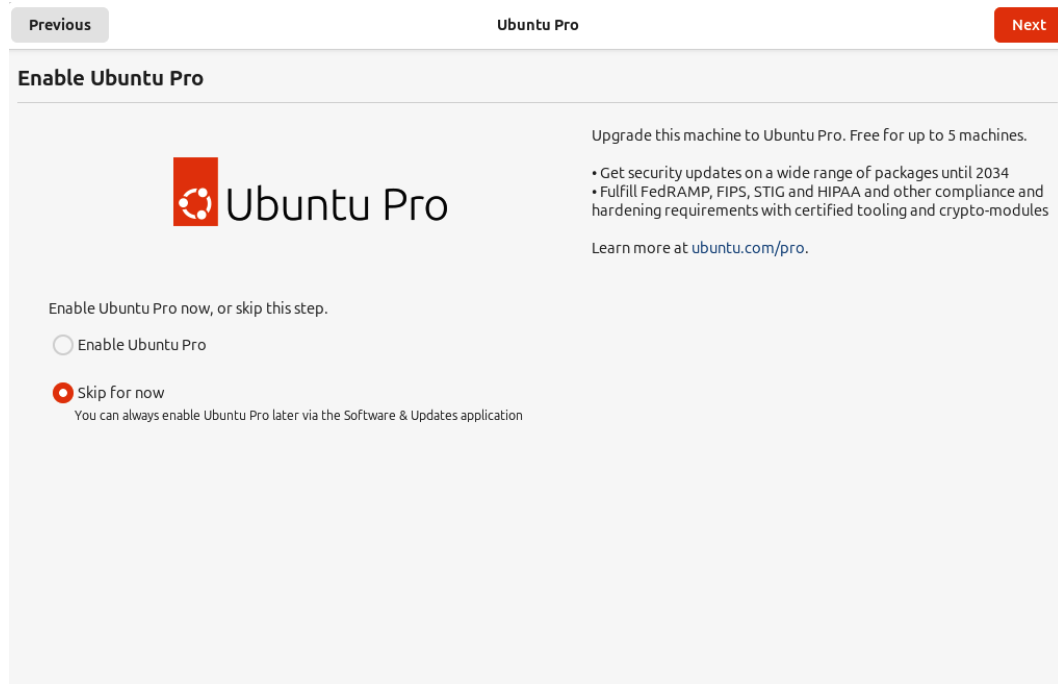 Previous
Ubuntu Pro
Next
Enable Ubuntu Pro
Ubuntu Pro
Upgrade this machine to Ubuntu Pro. Free for up to 5 machines.
• Get security updates on a wide range of packages until 2034
• Fulfill FedRAMP, FIPS, STIG and HIPAA and other compliance and
hardening requirements with certified tooling and crypto-modules
Learn more at ubuntu.com/pro.
Enable Ubuntu Pro now, or skip this step.
Enable Ubuntu Pro
Skip for now
You can always enable Ubuntu Pro later via the Software & Updates application